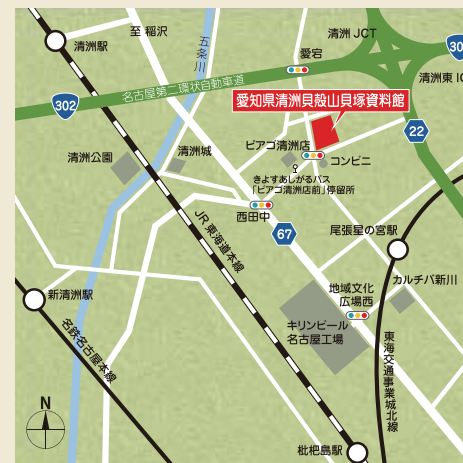 至 稲沢
清洲駅
五条川
清洲 JCT
愛宕
302
名古屋第二環状自動車道
清洲東 IC
302
愛知県清洲貝殻山貝塚資料館
22
ピアゴ清洲店
コンビニ
清洲公園
清洲城
きよすあしがるバス
「ピアゴ清洲店前」停留所
西田中
67
尾張星の宮駅
JR 東海道本線
カルチバ新川
地域文化
広場西
新清洲駅
名鉄名古屋本線
キリンビール
名古屋工場
東海交通事業城北線
N
枇杷島駅